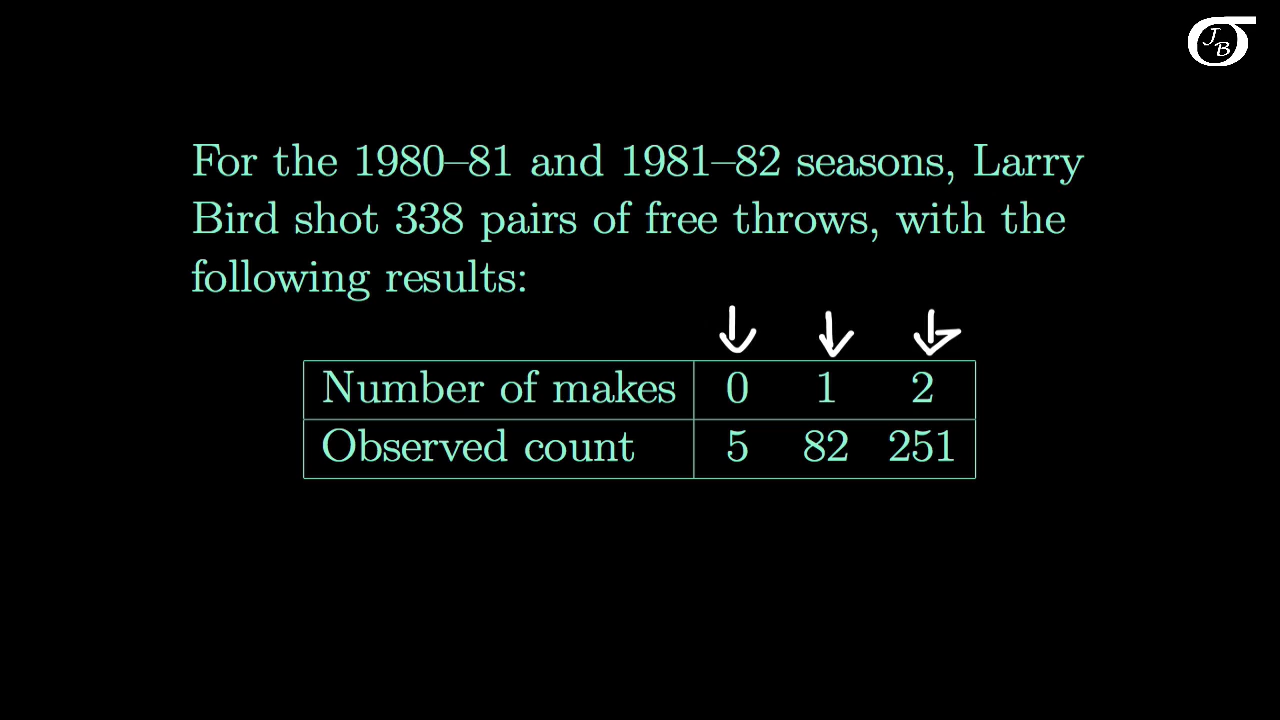 JB
For the 1980–81 and 1981–82 seasons, Larry
Bird shot 338 pairs of free throws, with the
following results:
Number of makes 0 1 2
Observed count 5 82 251